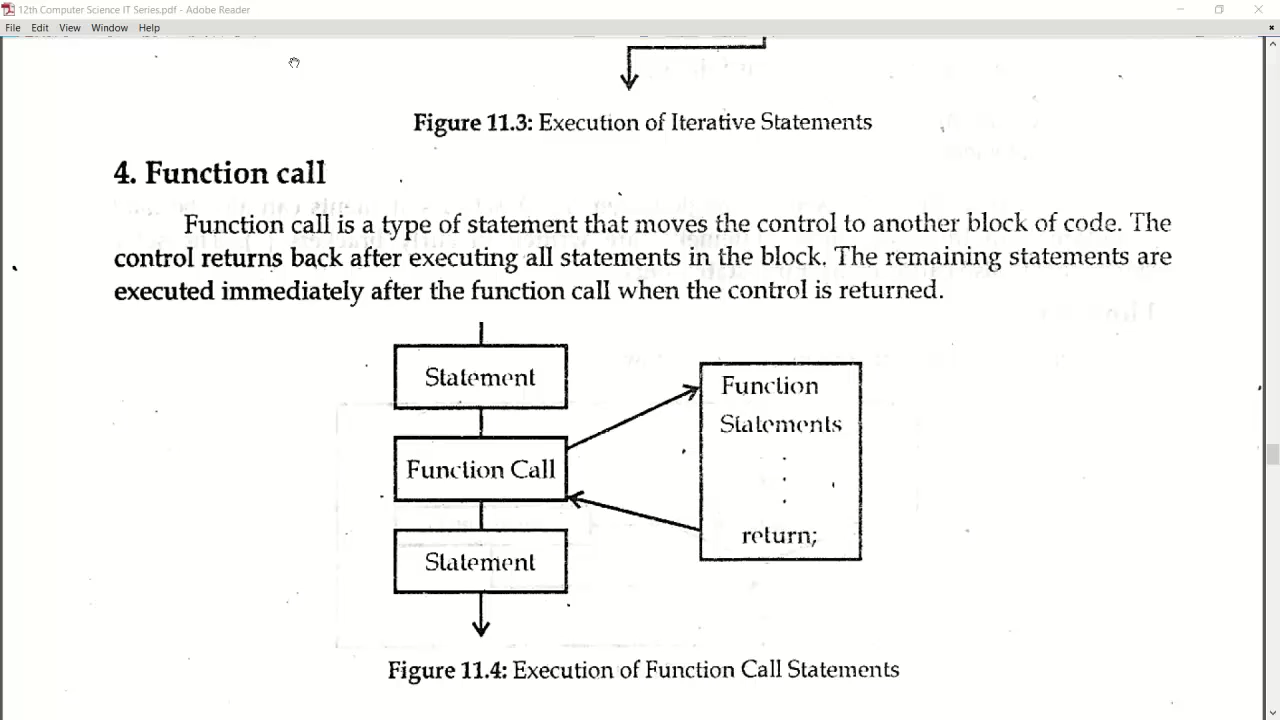 12th Computer Science IT Series.pdf - Adobe Reader
File Edit View Window Help
Figure 11.3: Execution of Iterative Statements
4. Function call
Function call is a type of statement that moves the control to another block of code. The
control returns back after executing all statements in the block. The remaining statements are
executed immediately after the function call when the control is returned.
Statement
Function Call
Statement
Function
Statements
return;
Figure 11.4: Execution of Function Call Statements